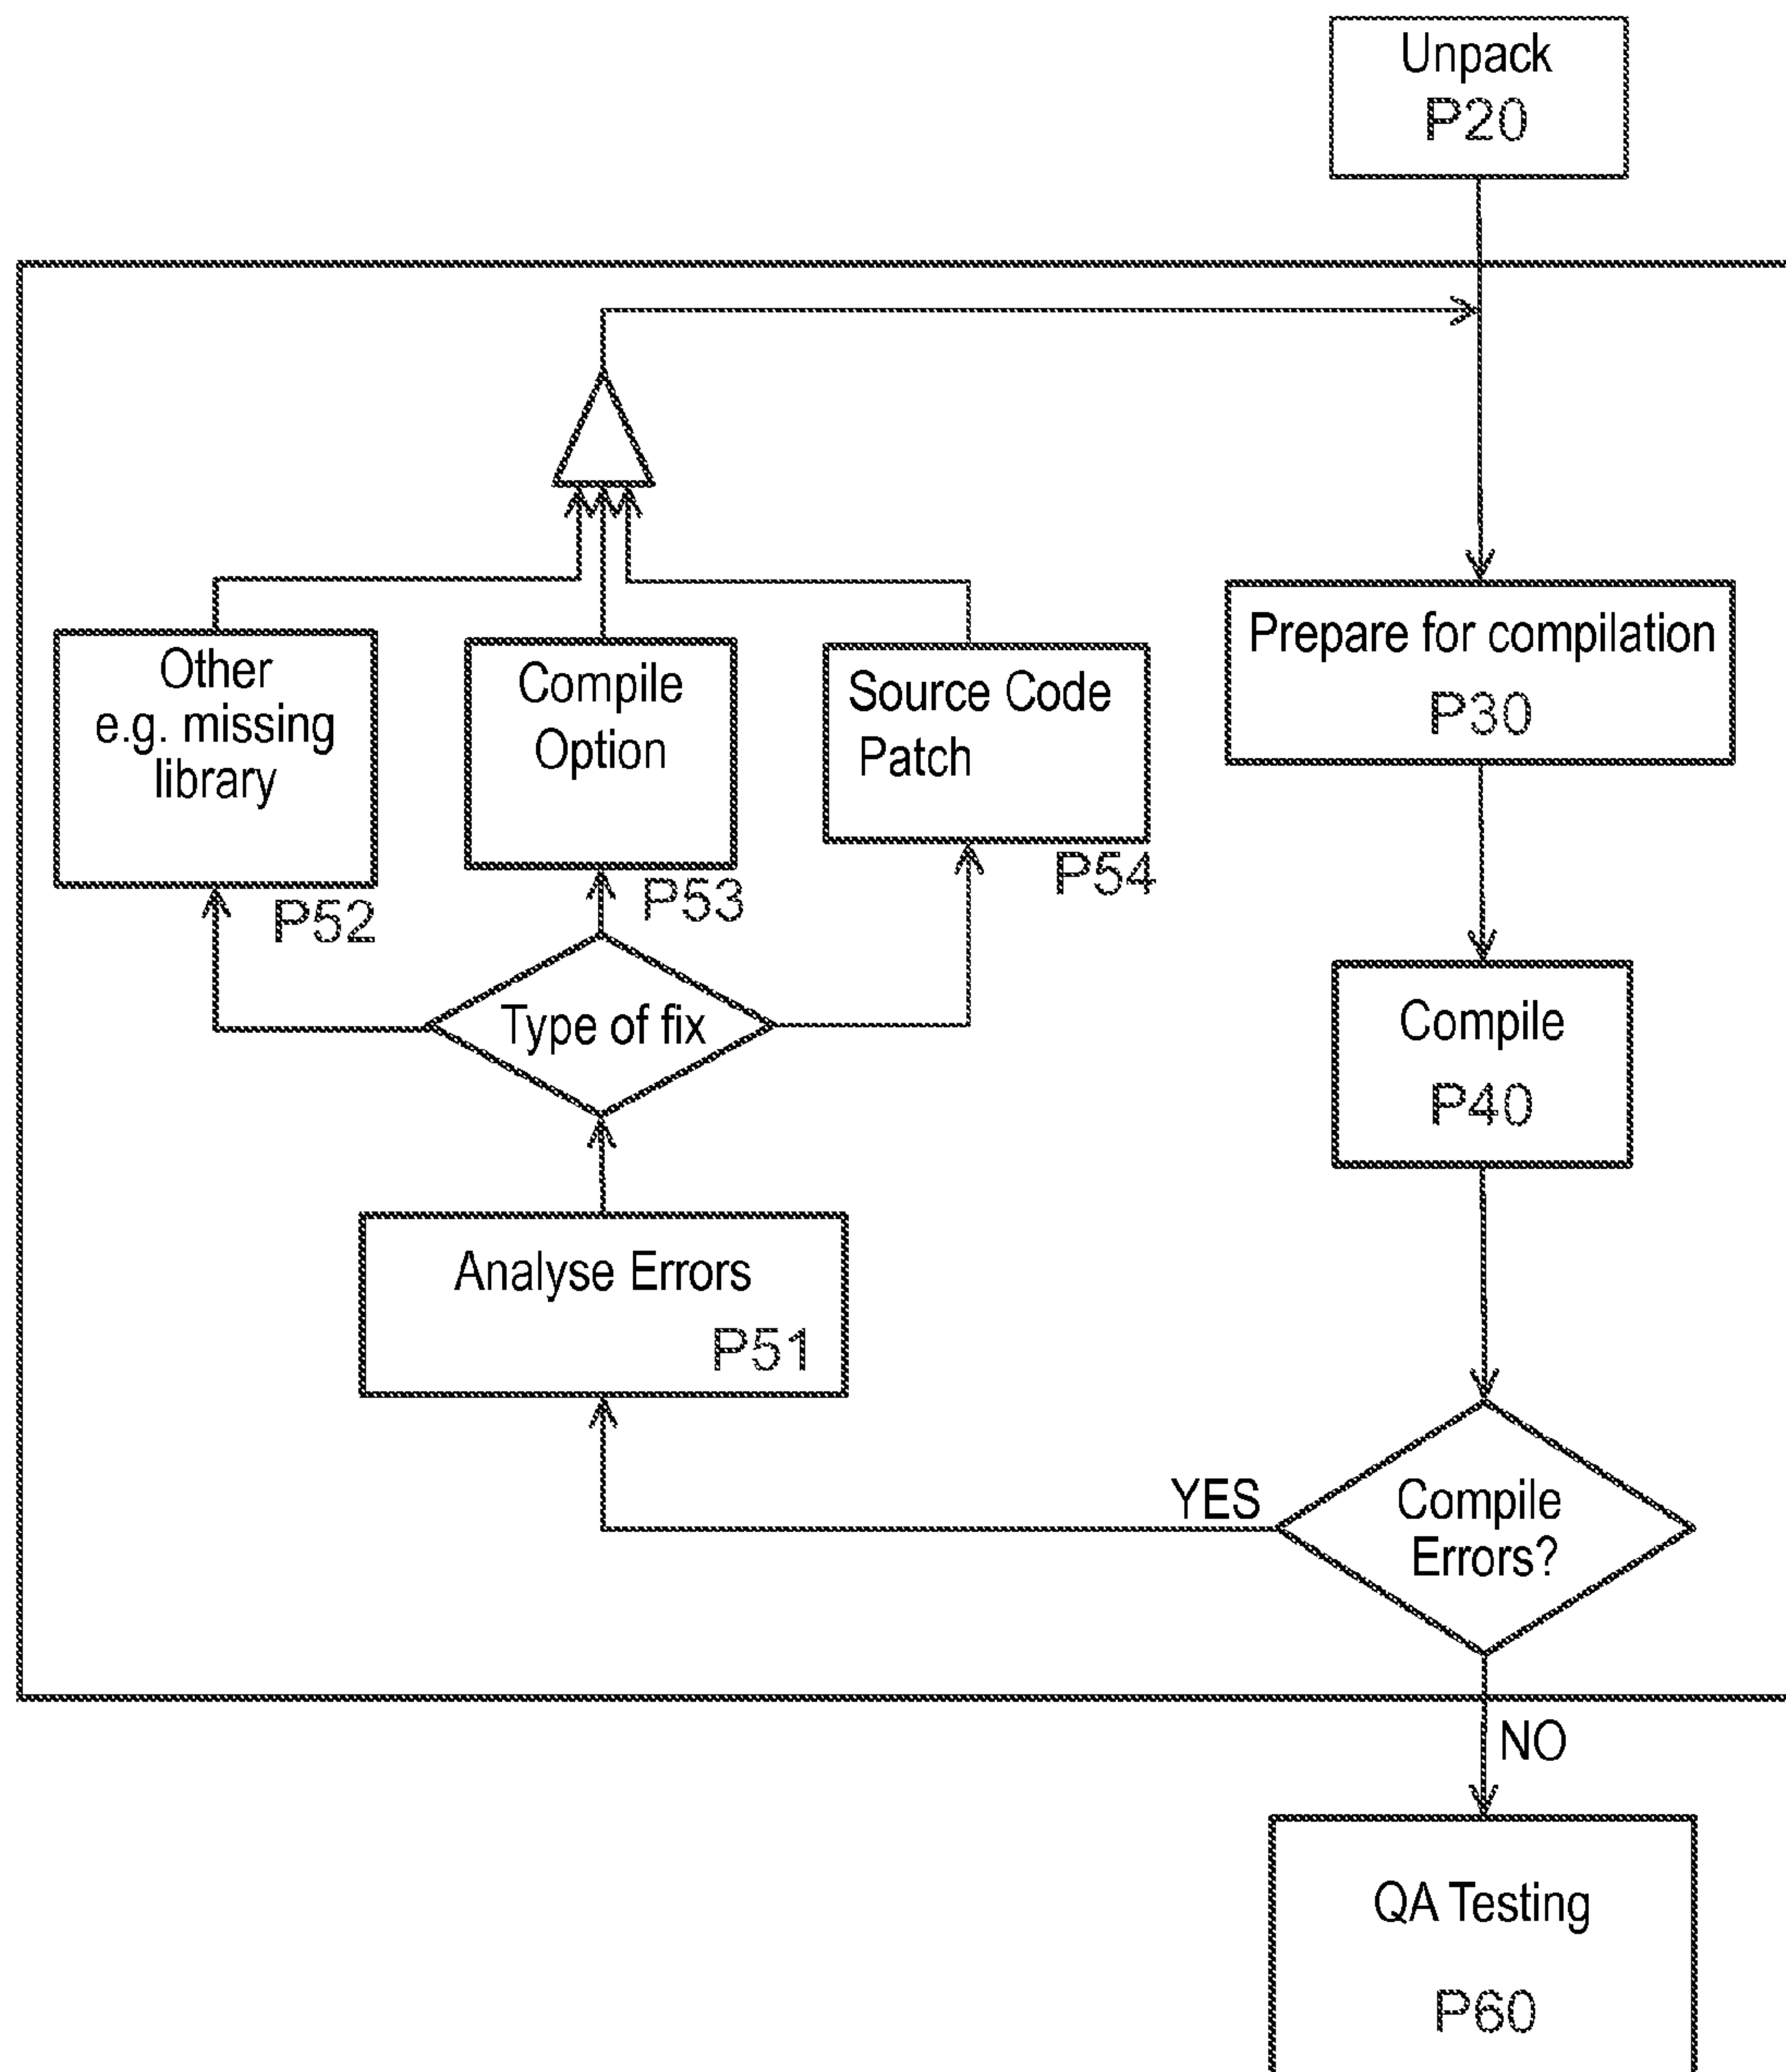 Unpack
P20
Other
e.g. missing
library
P52
Compile
Option
P53
Source Code
Patch
P54
Prepare for compilation
P30
Type of fix
Compile
P40
Analyse Errors
P51
YES
Compile
Errors?
NO
QA Testing
P60